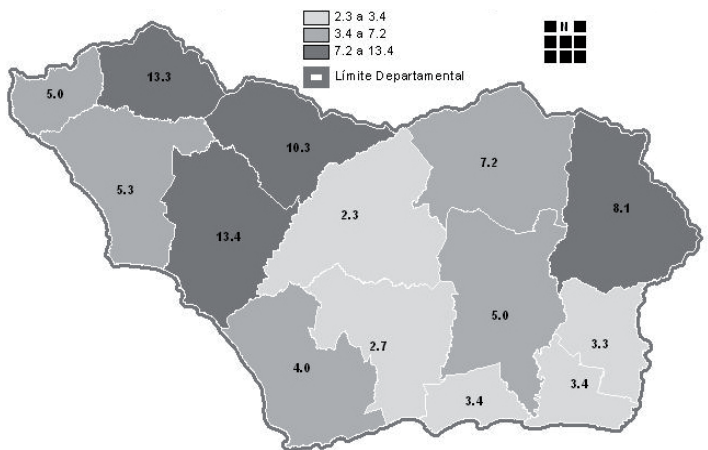 2.3 a 3.4
3.4 a 7.2
7.2 a 13.4
Límite Departamental
N
13.3
5.0
10.3
7.2
5.3
8.1
2.3
13.4
5.0
3.3
2.7
4.0
3.4
3.4